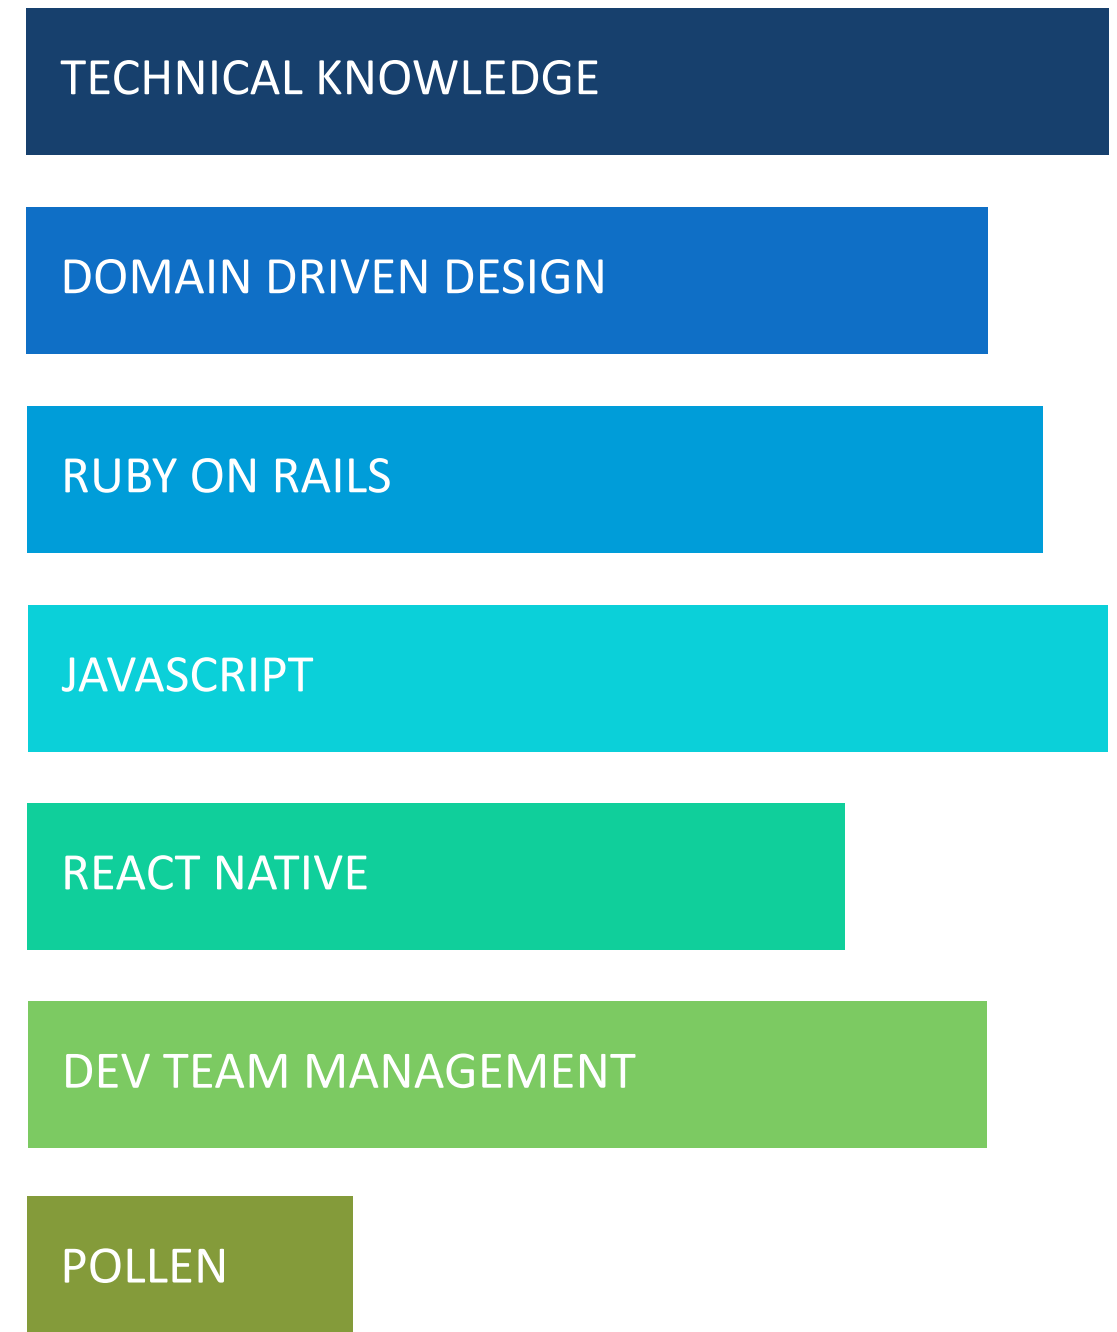 TECHNICAL KNOWLEDGE
DOMAIN DRIVEN DESIGN
RUBY ON RAILS
JAVASCRIPT
REACT NATIVE
DEV TEAM MANAGEMENT
POLLEN